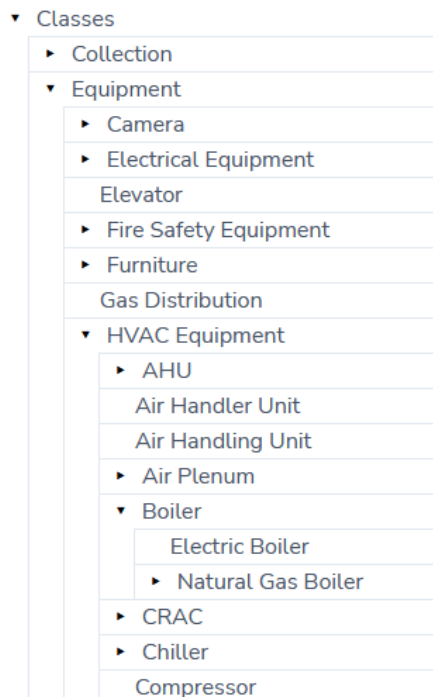 Classes
Collection
Equipment
Camera
Electrical Equipment
Elevator
Fire Safety Equipment
Furniture
Gas Distribution
HVAC Equipment
AHU
Air Handler Unit
Air Handling Unit
Air Plenum
Boiler
Electric Boiler
Natural Gas Boiler
CRAC
Chiller
Compressor